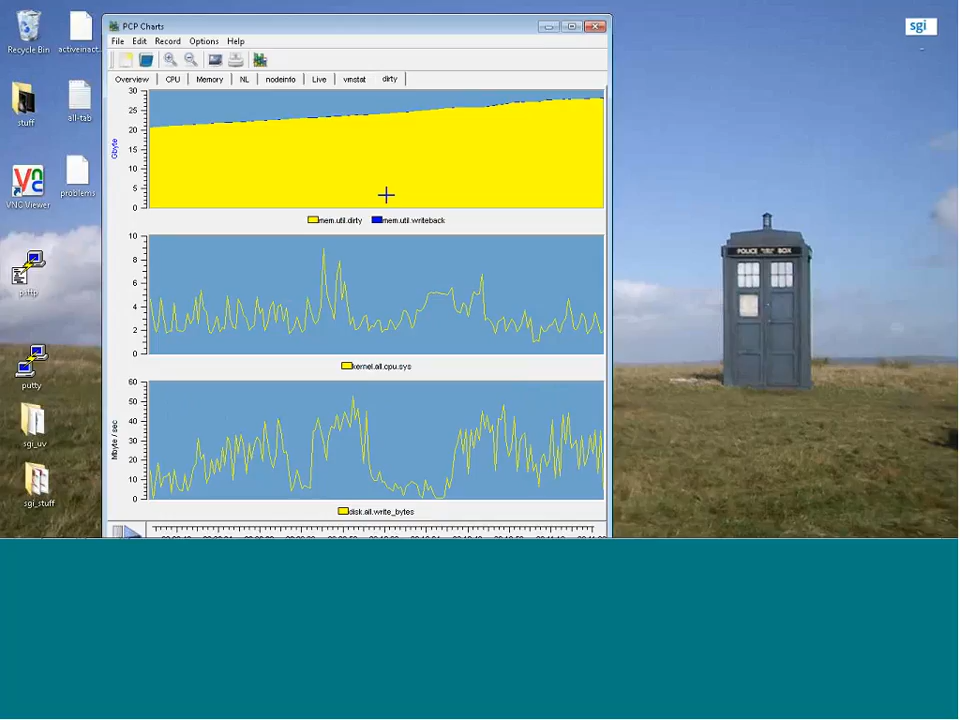 Recycle Bin
activeinact...
stuff
all-tab
VNC Viewer
problems
psftp
putty
sgi_uv
sgi_stuff
PCP Charts
File Edit Record Options Help
Overview CPU Memory NL nodeinfo Live vmstat dirty
30
25
20
15
10
5
0
Gbyte
mem.util.dirty mem.util.writeback
10
8
6
4
2
0
kernel.all.cpu.sys
60
50
40
30
20
10
0
Mbyte / sec
disk.all.write_bytes
sgi
POLICE BOX